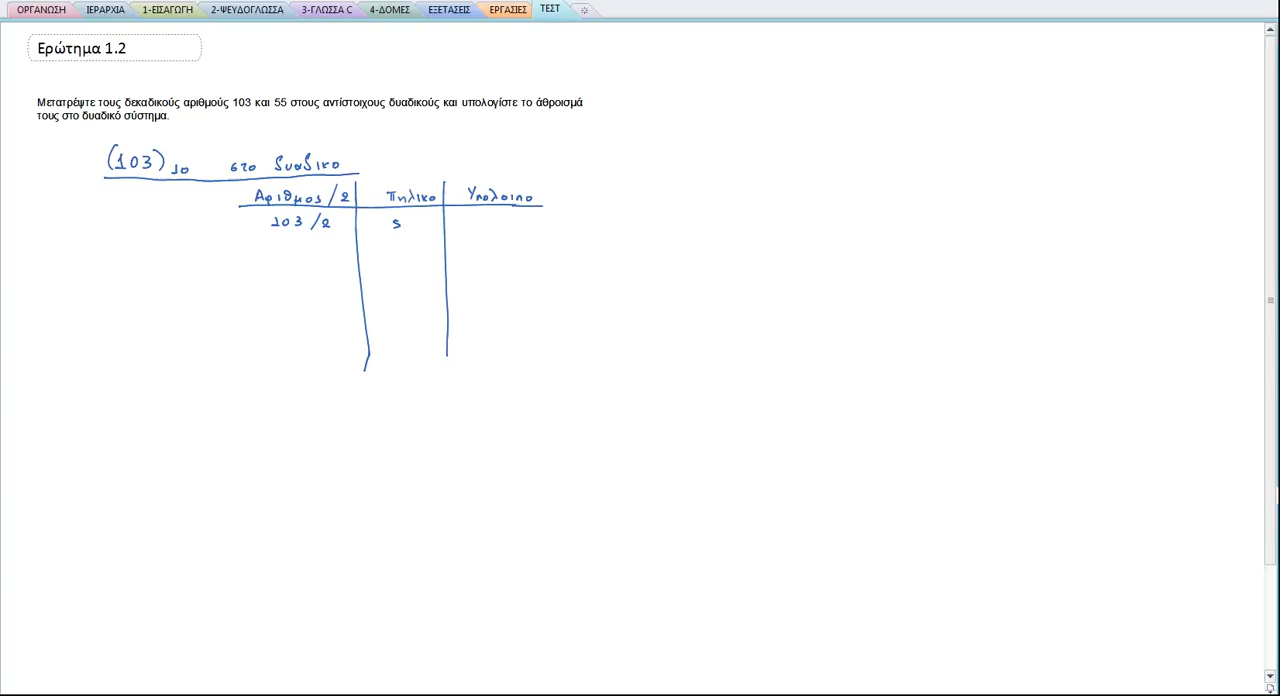 ΟΡΓΑΝΩΣΗ ΙΕΡΑΡΧΙΑ 1-ΕΙΣΑΓΩΓΗ 2-ΨΕΥΔΟΓΛΩΣΣΑ 3-ΓΛΩΣΣΑ C 4-ΔΟΜΕΣ ΕΞΕΤΑΣΕΙΣ ΕΡΓΑΣΙΕΣ ΤΕΣΤ
Ερώτημα 1.2
Μετατρέψτε τους δεκαδικούς αριθμούς 103 και 55 στους αντίστοιχους δυαδικούς και υπολογίστε το άθροισμά
τους στο δυαδικό σύστημα.
(103)10 στο δυαδικο
Αριθμος/2 Πηλικο Υπολοιπο
103/2 5